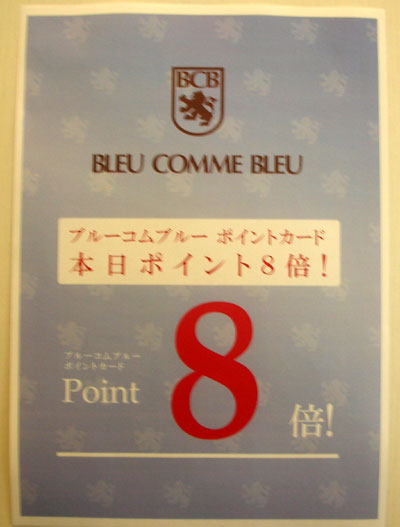 BCB
BLEU COMME BLEU
ブルーコムブルー ポイントカード
本日ポイント8倍!
ブルーコムブルー
ポイントカード
Point 8 倍!